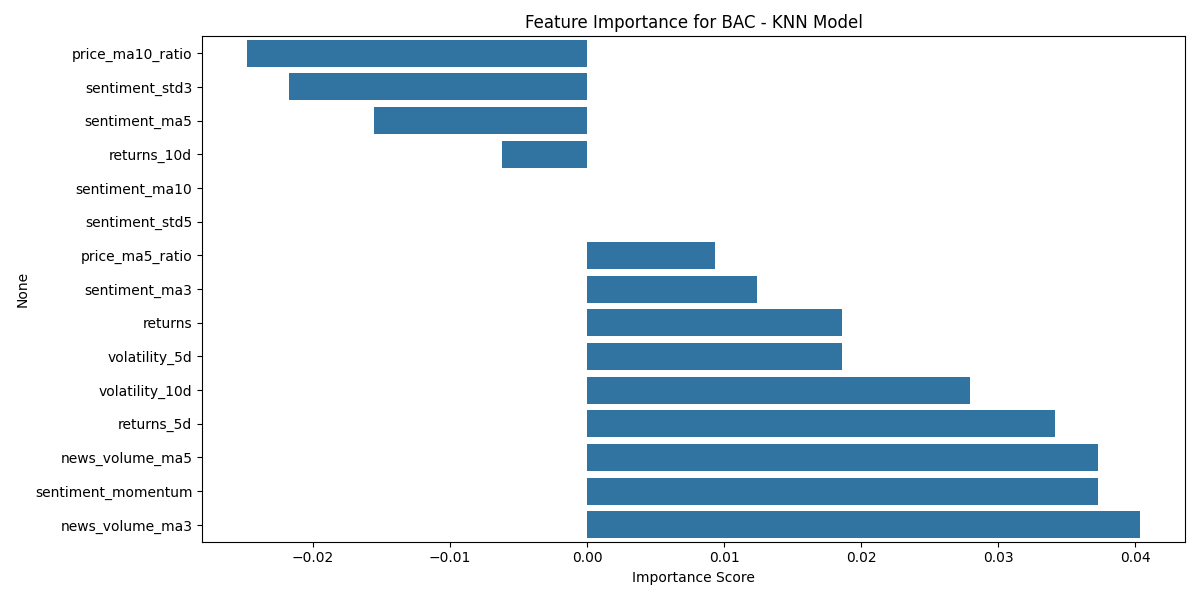 Feature Importance for BAC - KNN Model
price_ma10_ratio
sentiment_std3
sentiment_ma5
returns_10d
sentiment_ma10
sentiment_std5
price_ma5_ratio
sentiment_ma3
returns
volatility_5d
volatility_10d
returns_5d
news_volume_ma5
sentiment_momentum
news_volume_ma3
None
−0.02 −0.01 0.00 0.01 0.02 0.03 0.04
Importance Score